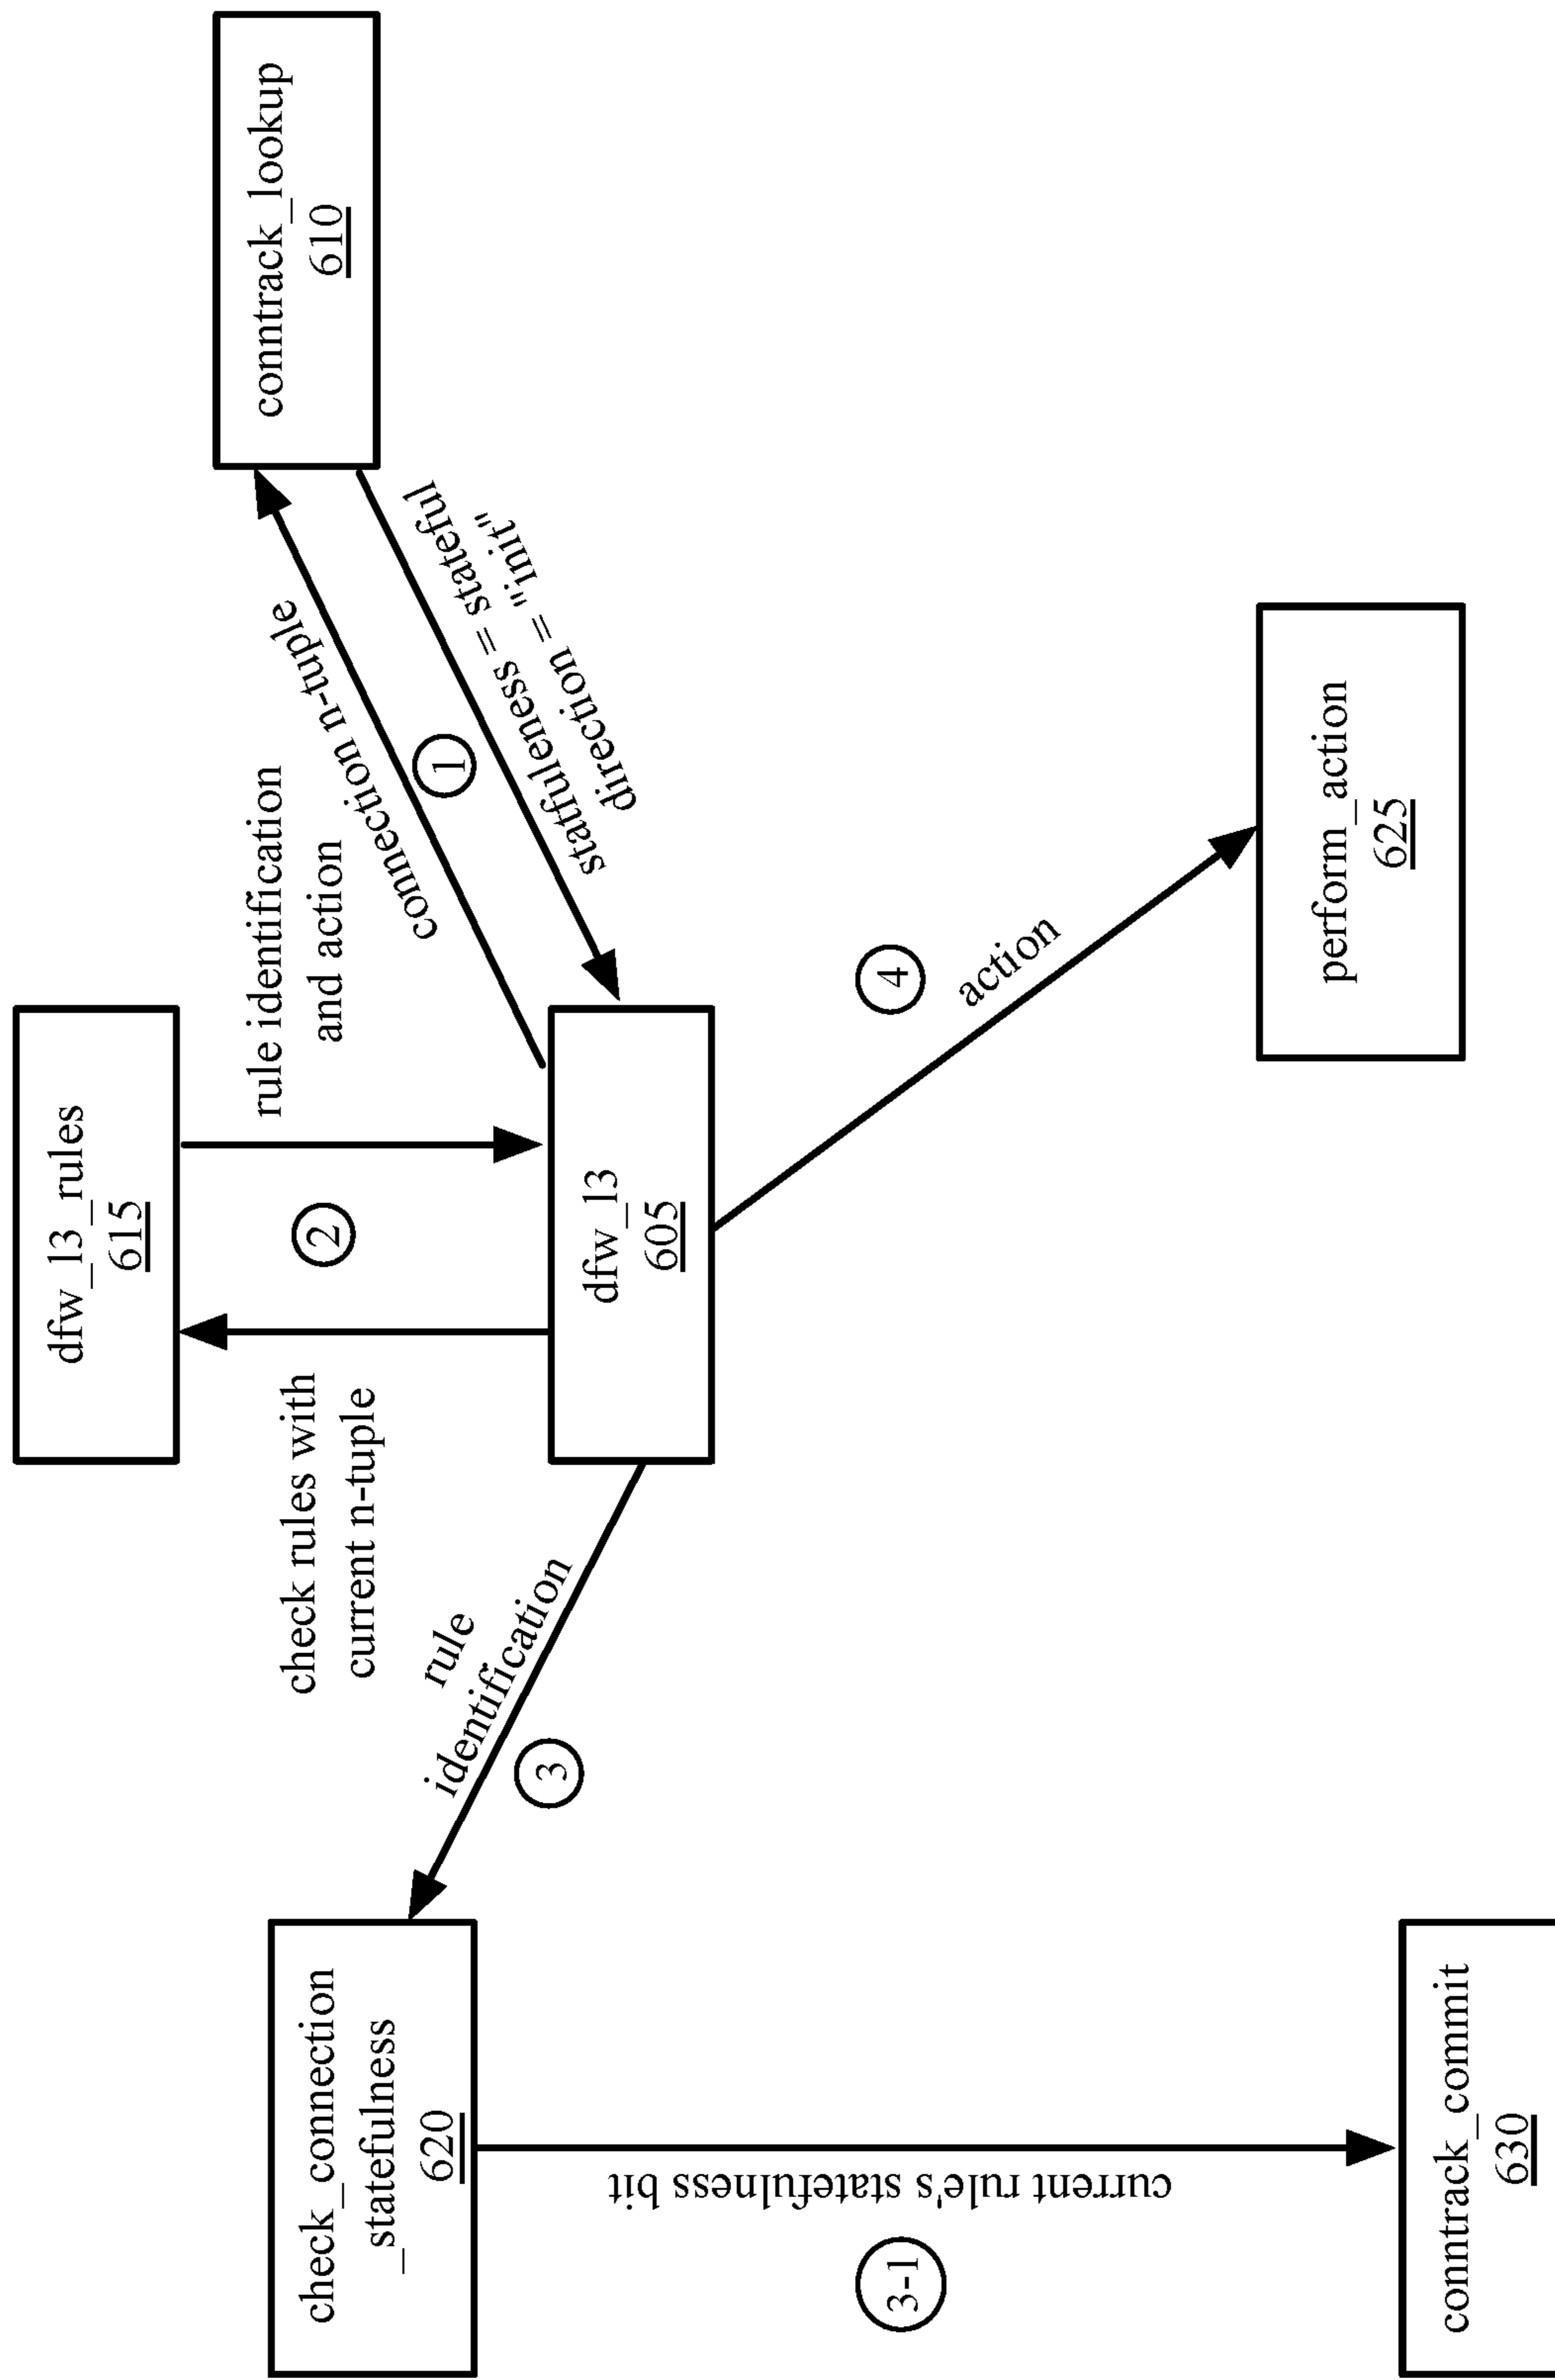 dfw_l3_rules
615
check_connection
_statefulness
620
check rules with
current n-tuple
2
rule identification
and action
conntrack_lookup
610
rule
identification
3
connection n-tuple
1
statfuleness = stateful
direction = "init"
dfw_l3
605
current rule's statefulness bit
3-1
4
action
conntrack_commit
630
perform_action
625